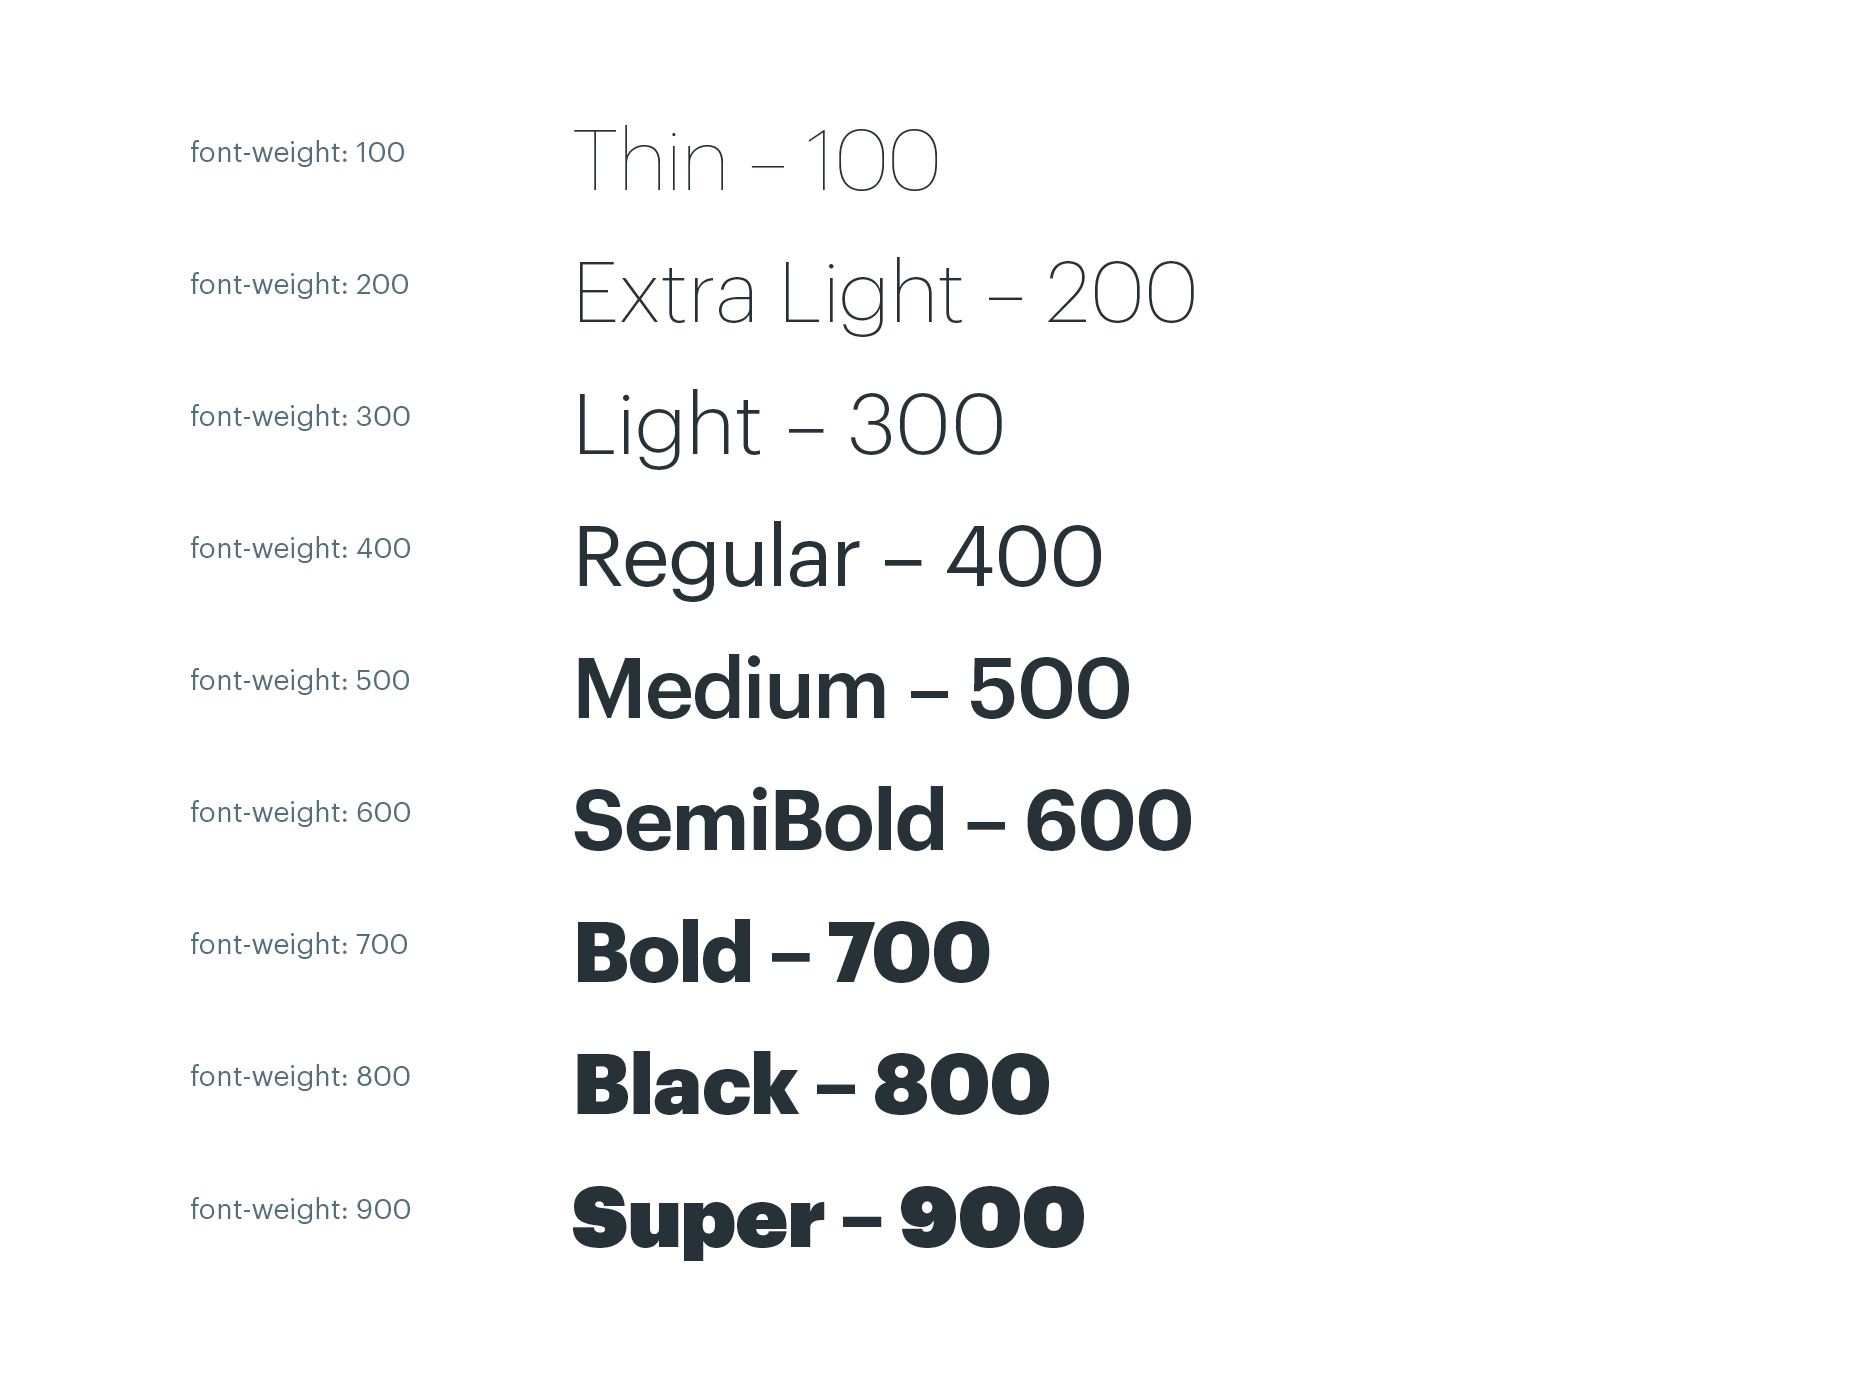 font-weight: 100 Thin – 100
font-weight: 200 Extra Light – 200
font-weight: 300 Light – 300
font-weight: 400 Regular – 400
font-weight: 500 Medium – 500
font-weight: 600 SemiBold – 600
font-weight: 700 Bold – 700
font-weight: 800 Black – 800
font-weight: 900 Super – 900